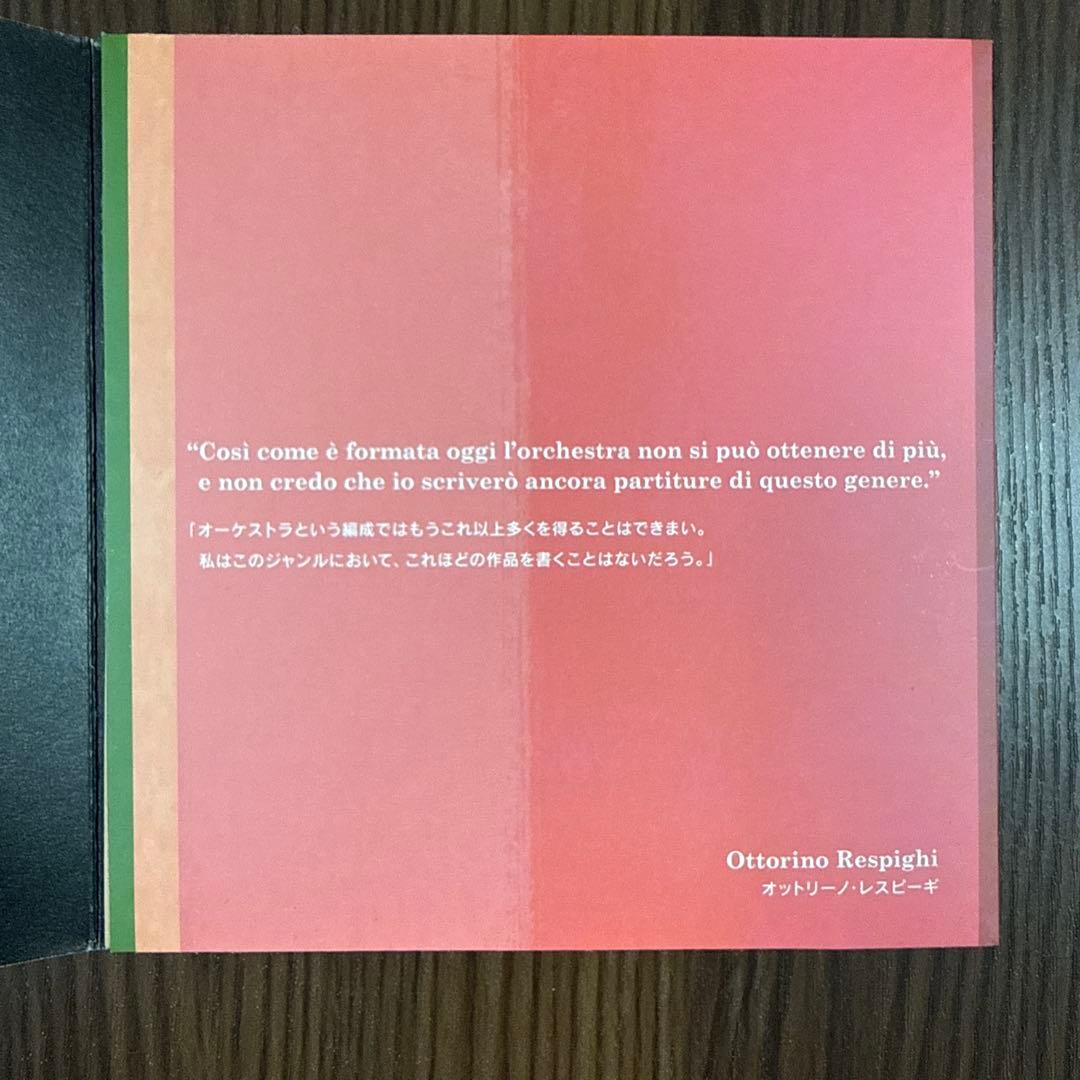 “Così come è formata oggi l’orchestra non si può ottenere di più,
e non credo che io scriverò ancora partiture di questo genere.”
「オーケストラという編成ではもうこれ以上多くを得ることはできまい。
私はこのジャンルにおいて、これほどの作品を書くことはないだろう。」
Ottorino Respighi
オットリーノ・レスピーギ